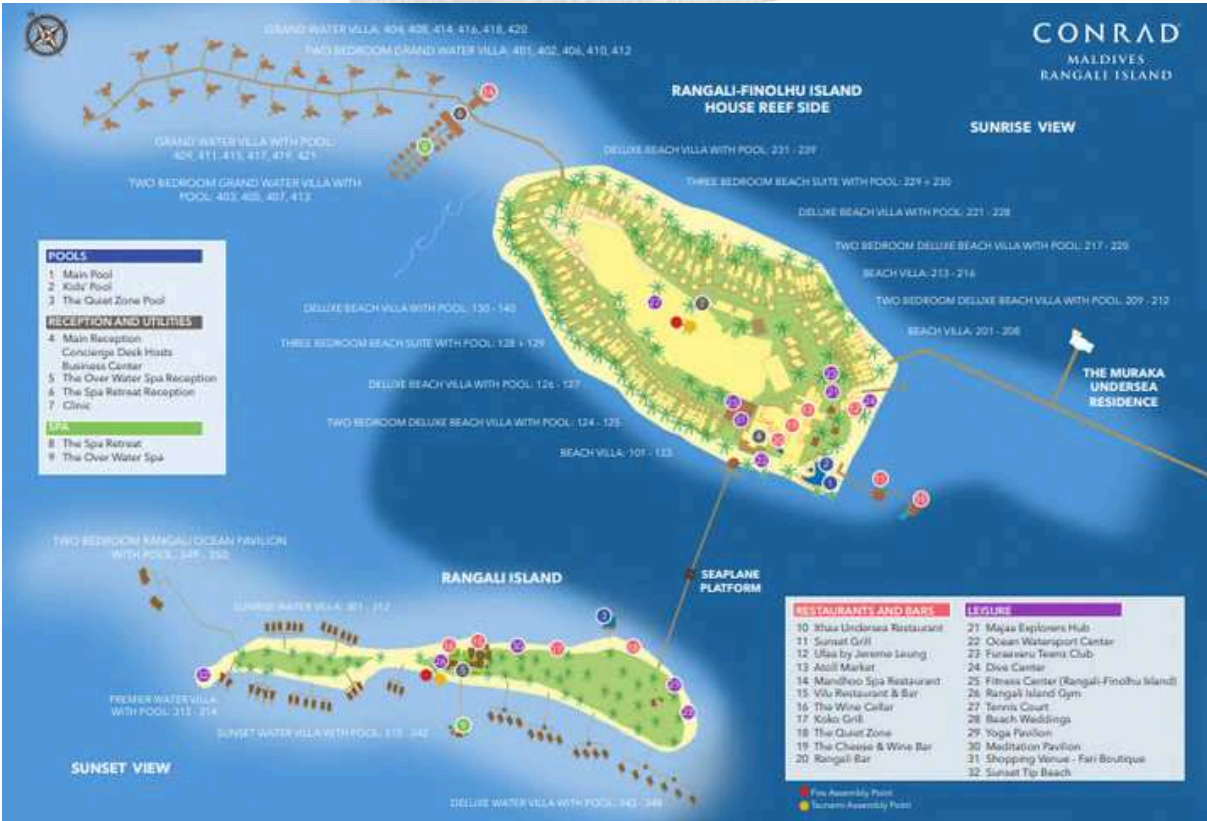 CONRAD
MALDIVES
RANGALI ISLAND
GRAND WATER VILLA: 404, 408, 414, 416, 418, 420
TWO BEDROOM GRAND WATER VILLA: 401, 402, 406, 410, 412
RANGALI-FINOLHU ISLAND
HOUSE REEF SIDE
SUNRISE VIEW
GRAND WATER VILLA WITH POOL:
409, 411, 415, 417, 419, 421
TWO BEDROOM GRAND WATER VILLA WITH
POOL: 403, 405, 407, 413
DELUXE BEACH VILLA WITH POOL: 231 - 239
THREE BEDROOM BEACH SUITE WITH POOL: 229 + 230
DELUXE BEACH VILLA WITH POOL: 221 - 228
TWO BEDROOM DELUXE BEACH VILLA WITH POOL: 217 - 220
BEACH VILLA: 213 - 216
TWO BEDROOM DELUXE BEACH VILLA WITH POOL: 209 - 212
BEACH VILLA: 201 - 208
THE MURAKA
UNDERSEA
RESIDENCE
DELUXE BEACH VILLA WITH POOL: 130 - 140
THREE BEDROOM BEACH SUITE WITH POOL: 128 + 129
DELUXE BEACH VILLA WITH POOL: 126 - 127
TWO BEDROOM DELUXE BEACH VILLA WITH POOL: 124 - 125
BEACH VILLA: 101 - 123
POOLS
1 Main Pool
2 Kids' Pool
3 The Quiet Zone Pool
RECEPTION AND UTILITIES
4 Main Reception
Concierge Desk Hosts
Business Center
5 The Over Water Spa Reception
6 The Spa Retreat Reception
7 Clinic
SPA
8 The Spa Retreat
9 The Over Water Spa
TWO BEDROOM RANGALI OCEAN PAVILION
WITH POOL: 349 - 350
RANGALI ISLAND
SEAPLANE
PLATFORM
SUNRISE WATER VILLA: 301 - 312
PREMIER WATER VILLA
WITH POOL: 313 - 314
SUNSET WATER VILLA WITH POOL: 315 - 342
SUNSET VIEW
DELUXE WATER VILLA WITH POOL: 343 - 348
RESTAURANTS AND BARS
10 Ithaa Undersea Restaurant
11 Sunset Grill
12 Ufaa by Jereme Leung
13 Atoll Market
14 Mandhoo Spa Restaurant
15 Vilu Restaurant & Bar
16 The Wine Cellar
17 Koko Grill
18 The Quiet Zone
19 The Cheese & Wine Bar
20 Rangali Bar
LEISURE
21 Majaa Explorers Hub
22 Ocean Watersport Center
23 Furaavaru Teens Club
24 Dive Center
25 Fitness Center (Rangali-Finolhu Island)
26 Rangali Island Gym
27 Tennis Court
28 Beach Weddings
29 Yoga Pavilion
30 Meditation Pavilion
31 Shopping Venue - Fari Boutique
32 Sunset Tip Beach
Fire Assembly Point
Tsunami Assembly Point